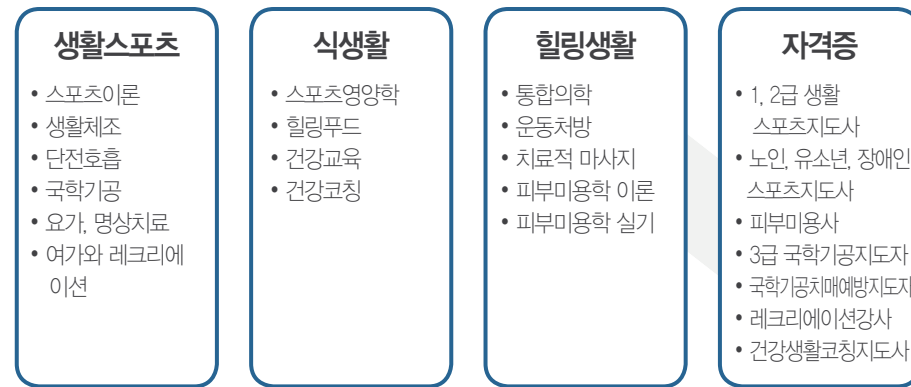 생활스포츠
• 스포츠이론
• 생활체조
• 단전호흡
• 국학기공
• 요가, 명상치료
• 여가와 레크리에
이션
식생활
• 스포츠영양학
• 힐링푸드
• 건강교육
• 건강코칭
힐링생활
• 통합의학
• 운동처방
• 치료적 마사지
• 피부미용학 이론
• 피부미용학 실기
자격증
• 1, 2급 생활
스포츠지도사
• 노인, 유소년, 장애인
스포츠지도사
• 피부미용사
• 3급 국학기공지도자
• 국학기공치매예방지도자
• 레크리에이션강사
• 건강생활코칭지도사